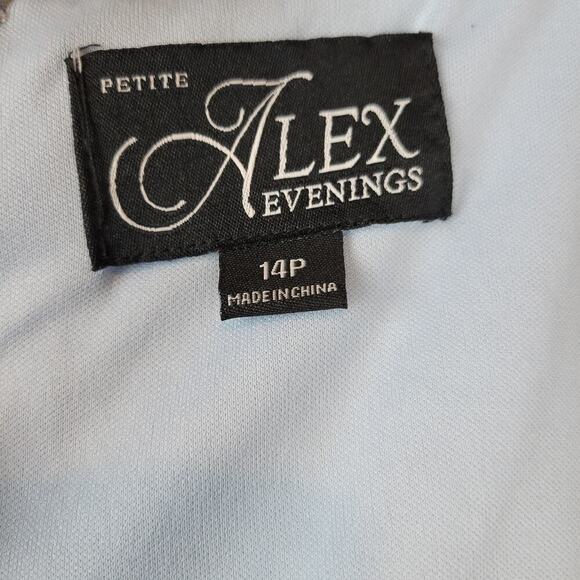 PETITE
ALEX
EVENINGS
14P
MADE IN CHINA